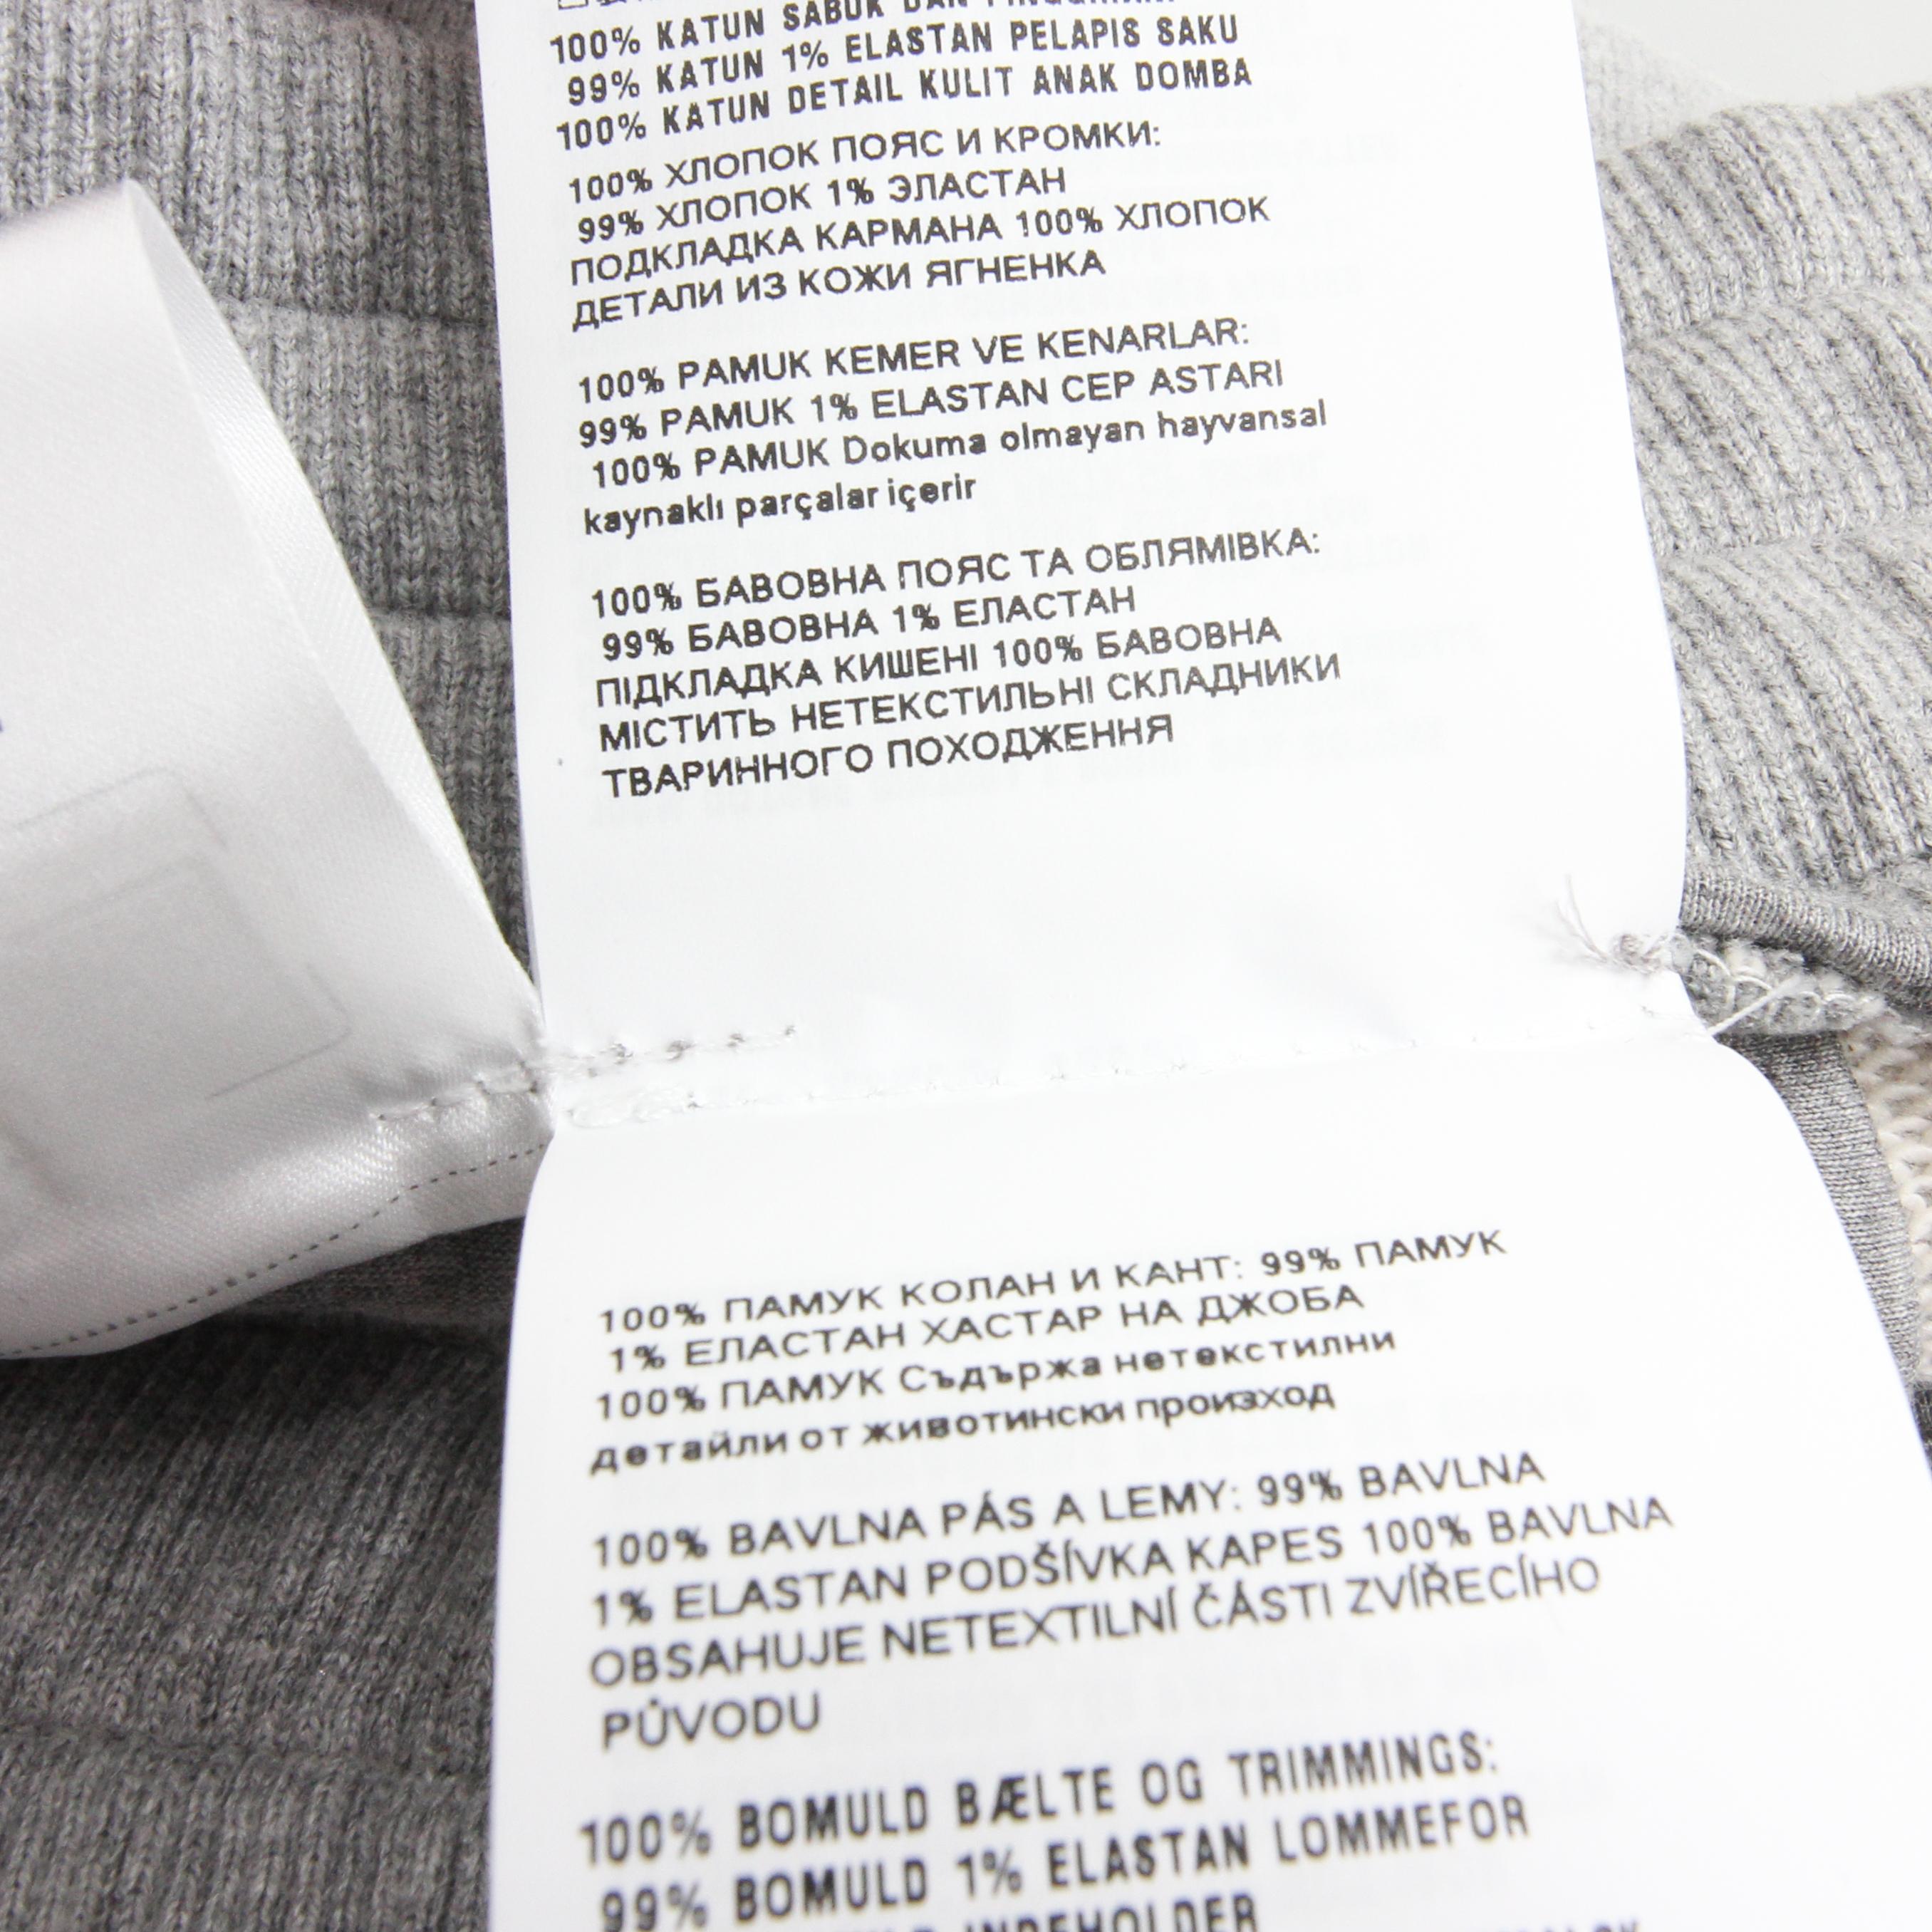 100% KATUN SABUK DAN
99% KATUN 1% ELASTAN PELAPIS SAKU
100% KATUN DETAIL KULIT ANAK DOMBA
100% ХЛОПОК ПОЯС И КРОМКИ:
99% ХЛОПОК 1% ЭЛАСТАН
ПОДКЛАДКА КАРМАНА 100% ХЛОПОК
ДЕТАЛИ ИЗ КОЖИ ЯГНЕНКА
100% PAMUK KEMER VE KENARLAR:
99% PAMUK 1% ELASTAN CEP ASTARI
100% PAMUK Dokuma olmayan hayvansal
kaynaklı parçalar içerir
100% БАВОВНА ПОЯС ТА ОБЛЯМІВКА:
99% БАВОВНА 1% ЕЛАСТАН
ПІДКЛАДКА КИШЕНІ 100% БАВОВНА
МІСТИТЬ НЕТЕКСТИЛЬНІ СКЛАДНИКИ
ТВАРИННОГО ПОХОДЖЕННЯ
100% ПАМУК КОЛАН И КАНТ: 99% ПАМУК
1% ЕЛАСТАН ХАСТАР НА ДЖОБА
100% ПАМУК Съдържа нетекстилни
детайли от животински произход
100% BAVLNA PÁS A LEMY: 99% BAVLNA
1% ELASTAN PODŠÍVKA KAPES 100% BAVLNA
OBSAHUJE NETEXTILNÍ ČÁSTI ZVÍŘECÍHO
PŮVODU
100% BOMULD BÆLTE OG TRIMMINGS:
99% BOMULD 1% ELASTAN LOMMEFOR
INDEHOLDER